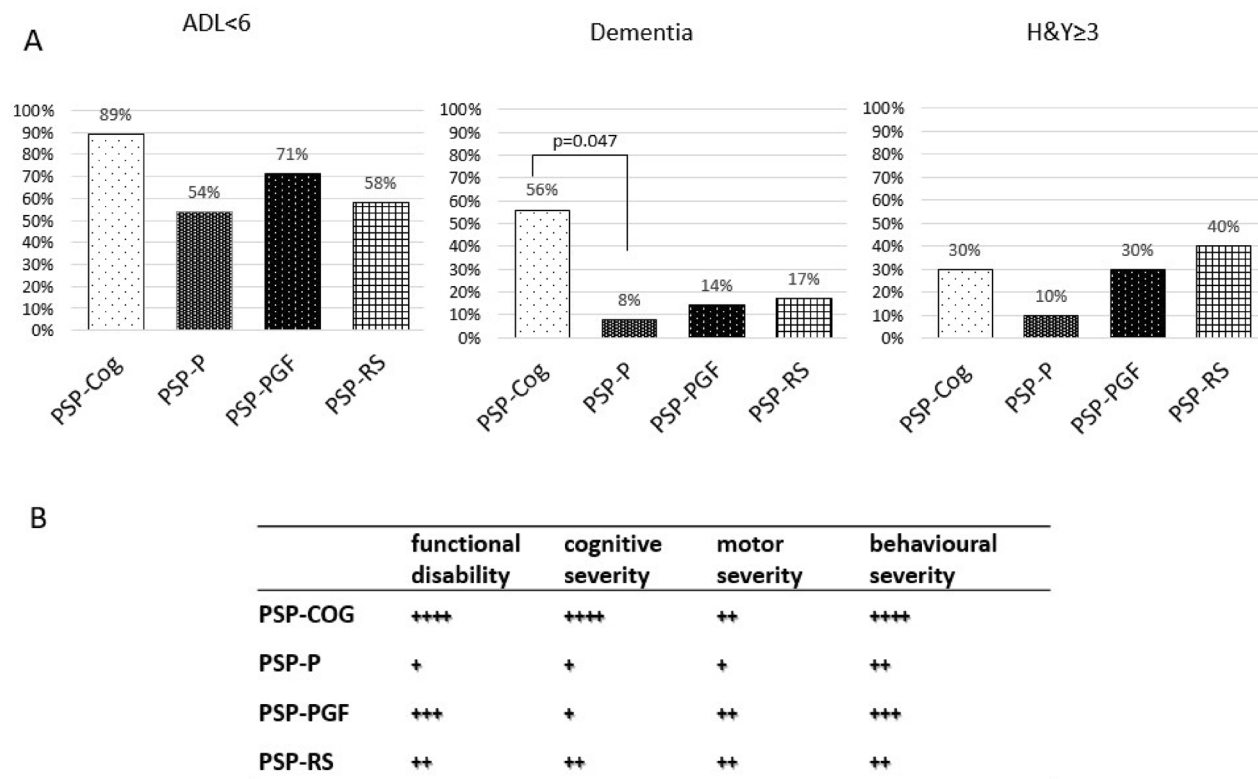 A
ADL<6
Dementia
H&Y≥3
100%
90%
80%
70%
60%
50%
40%
30%
20%
10%
0%
89%
54%
71%
58%
PSP-Cog
PSP-P
PSP-PGF
PSP-RS
100%
90%
80%
70%
60%
50%
40%
30%
20%
10%
0%
p=0.047
56%
8%
14%
17%
PSP-Cog
PSP-P
PSP-PGF
PSP-RS
100%
90%
80%
70%
60%
50%
40%
30%
20%
10%
0%
30%
10%
30%
40%
PSP-Cog
PSP-P
PSP-PGF
PSP-RS
B
functional disability cognitive severity motor severity behavioural severity
PSP-COG ++++ ++++ ++ ++++
PSP-P + + + ++
PSP-PGF +++ + ++ +++
PSP-RS ++ ++ ++ ++